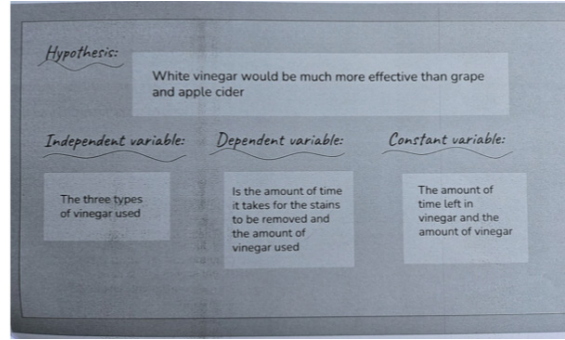 Hypothesis:
White vinegar would be much more effective than grape
and apple cider
Independent variable:
Dependent variable:
Constant variable:
The three types
of vinegar used
Is the amount of time
it takes for the stains
to be removed and
the amount of
vinegar used
The amount of
time left in
vinegar and the
amount of vinegar